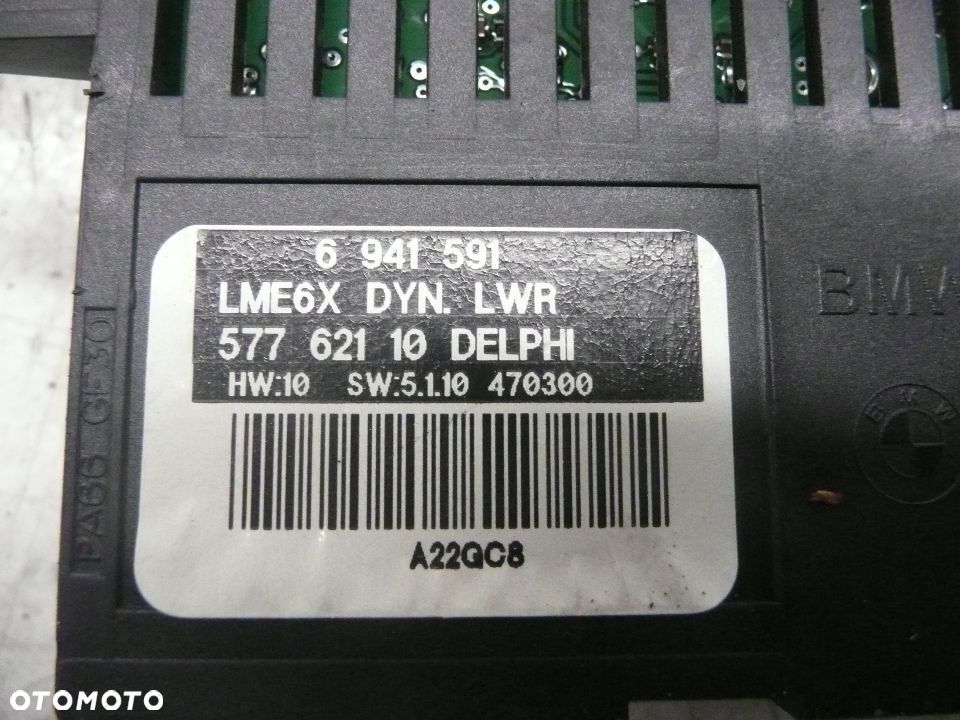 6 941 591
LME6X DYN. LWR
577 621 10 DELPHI
HW:10 SW:5.1.10 470300
A22GC8
PA66 GF30
BMW
BMW
OTOMOTO